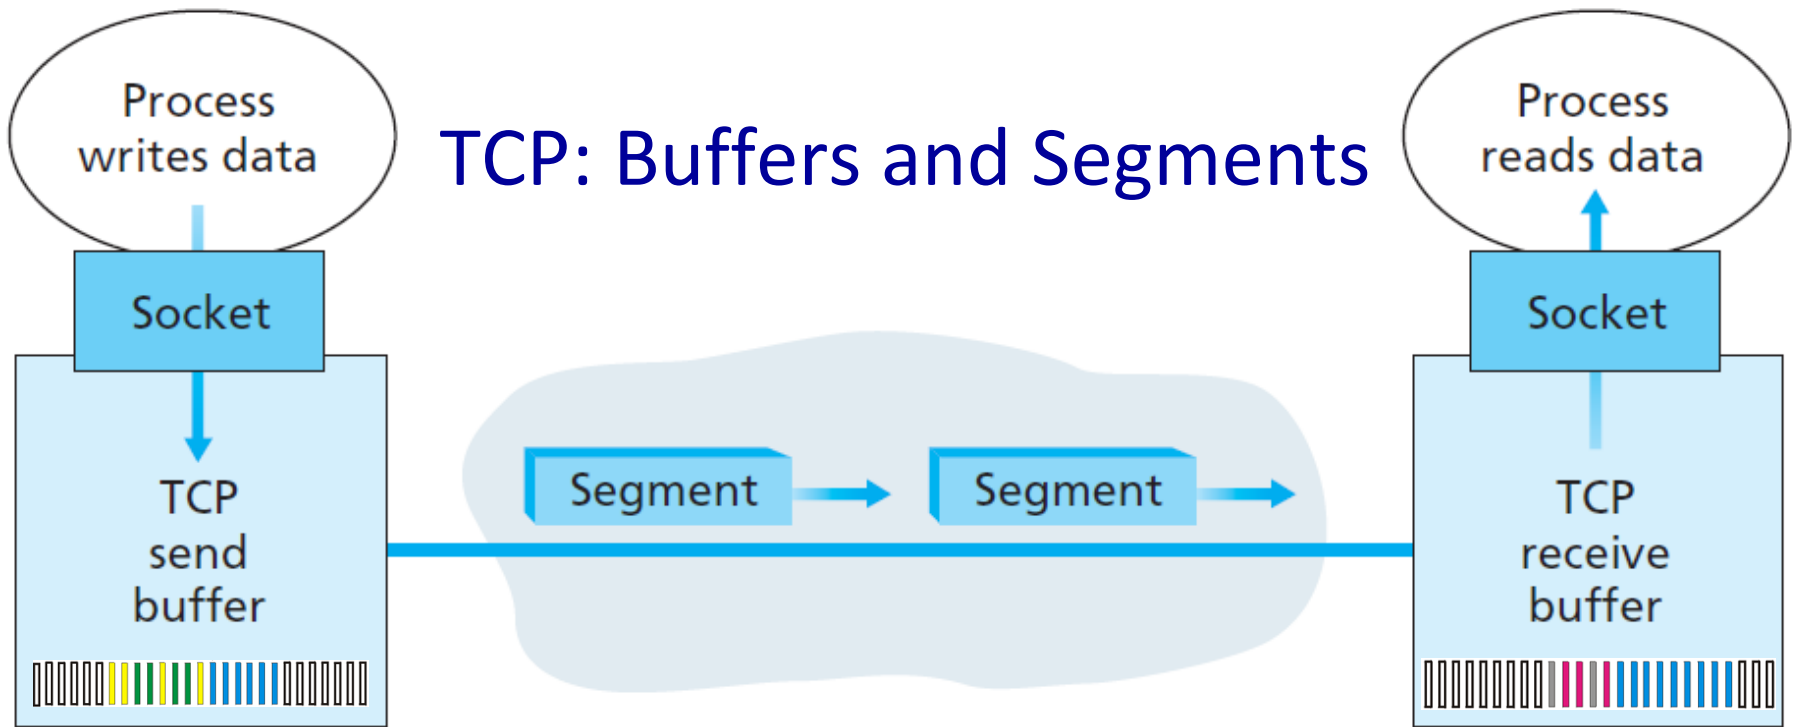 Process
writes data
TCP: Buffers and Segments
Process
reads data
Socket
Socket
Segment
Segment
TCP
send
buffer
TCP
receive
buffer